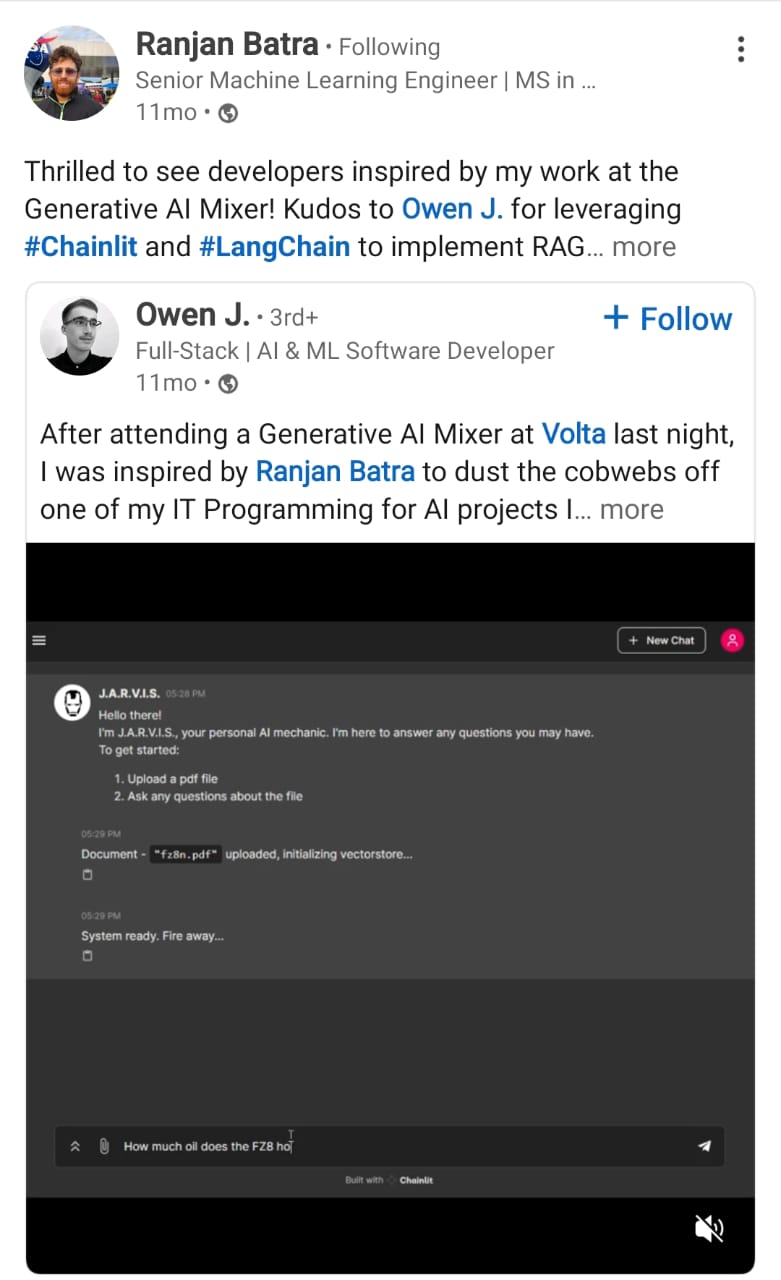 Ranjan Batra • Following
Senior Machine Learning Engineer | MS in ...
11mo •
Thrilled to see developers inspired by my work at the
Generative AI Mixer! Kudos to Owen J. for leveraging
#Chainlit and #LangChain to implement RAG... more
Owen J. • 3rd+
+ Follow
Full-Stack | AI & ML Software Developer
11mo •
After attending a Generative AI Mixer at Volta last night,
I was inspired by Ranjan Batra to dust the cobwebs off
one of my IT Programming for AI projects I... more
+ New Chat
J.A.R.V.I.S. 05:28 PM
Hello there!
I'm J.A.R.V.I.S., your personal AI mechanic. I'm here to answer any questions you may have.
To get started:
1. Upload a pdf file
2. Ask any questions about the file
05:29 PM
Document - "fz8n.pdf" uploaded, initializing vectorstore...
05:29 PM
System ready. Fire away...
How much oil does the FZ8 ho
Built with Chainlit